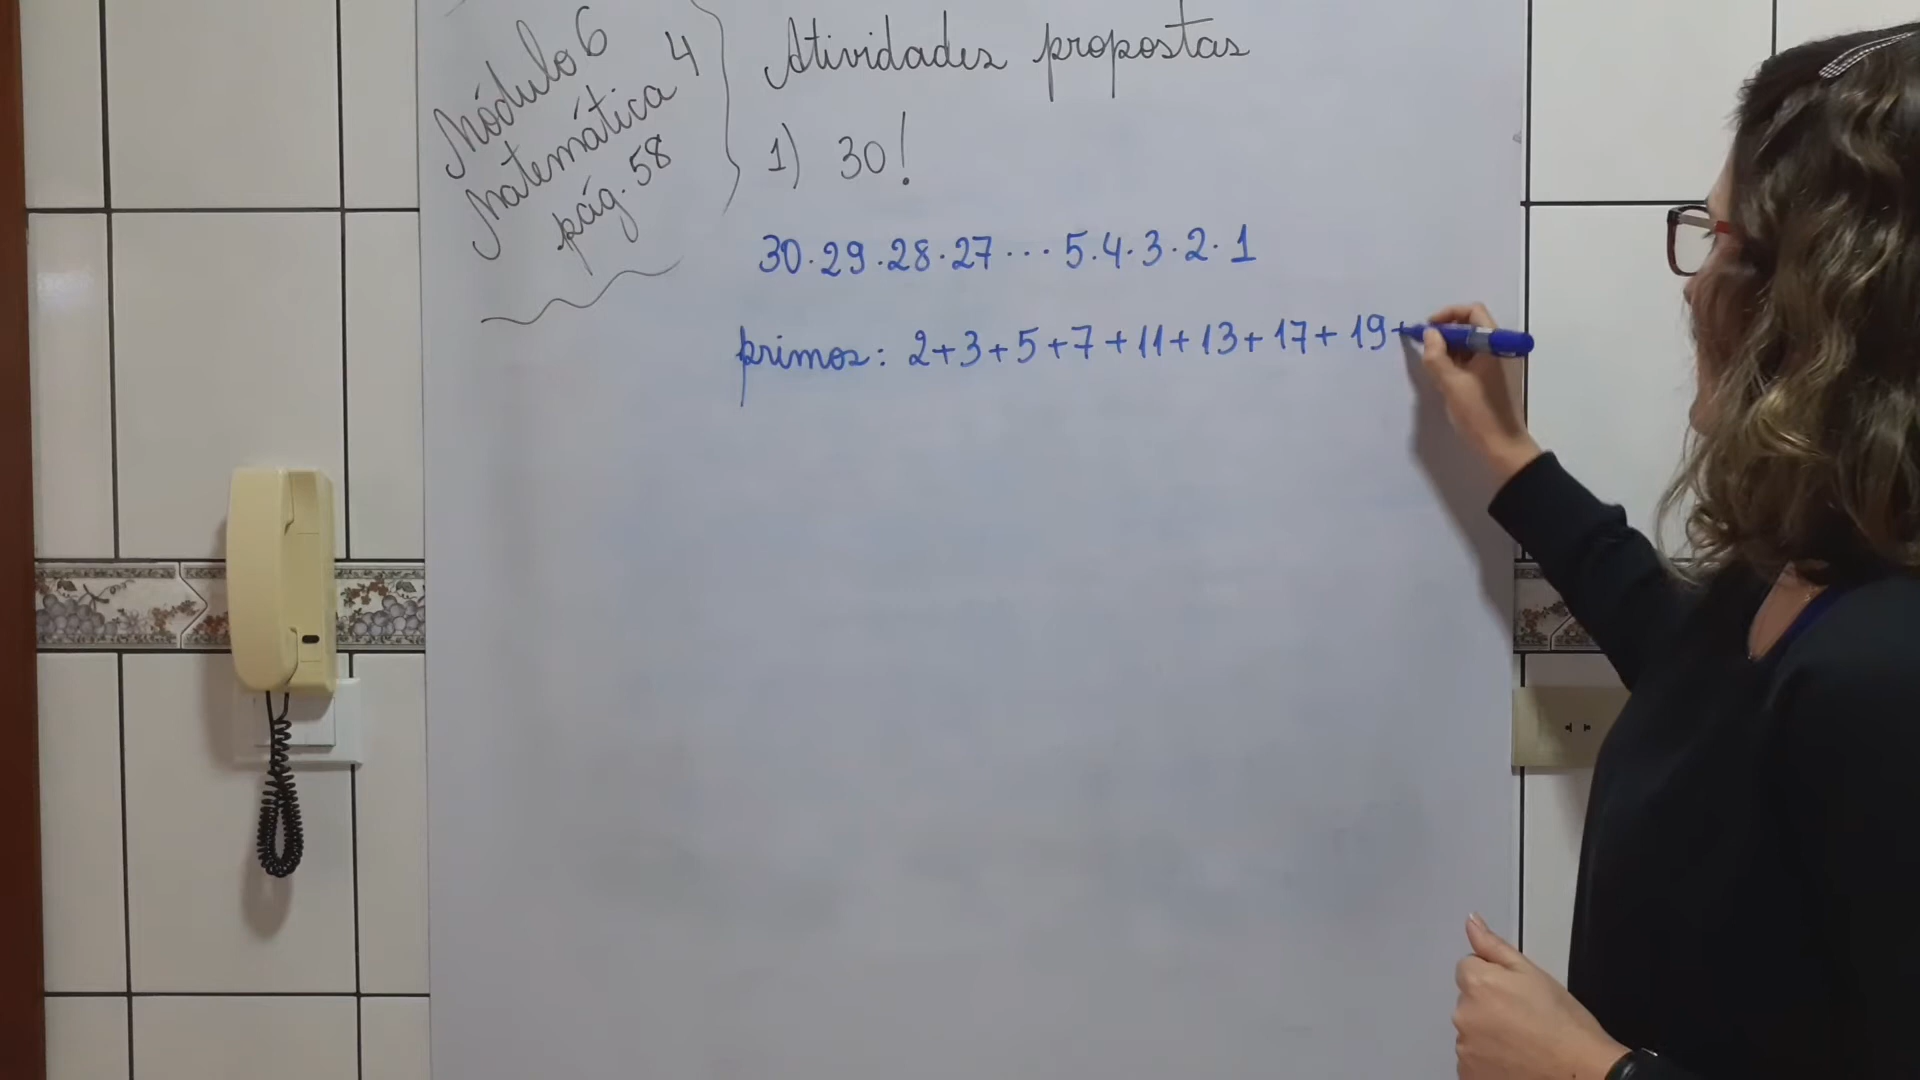 Módulo 6
Matemática 4
pág. 58
Atividades propostas
1) 30!
30.29.28.27...5.4.3.2.1
primos: 2+3+5+7+11+13+17+19+